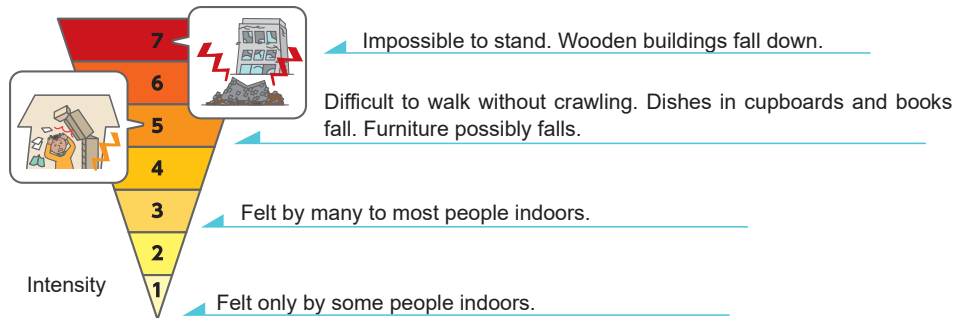 7
Impossible to stand. Wooden buildings fall down.
6
5
Difficult to walk without crawling. Dishes in cupboards and books
fall. Furniture possibly falls.
4
3
Felt by many to most people indoors.
2
Intensity
1
Felt only by some people indoors.